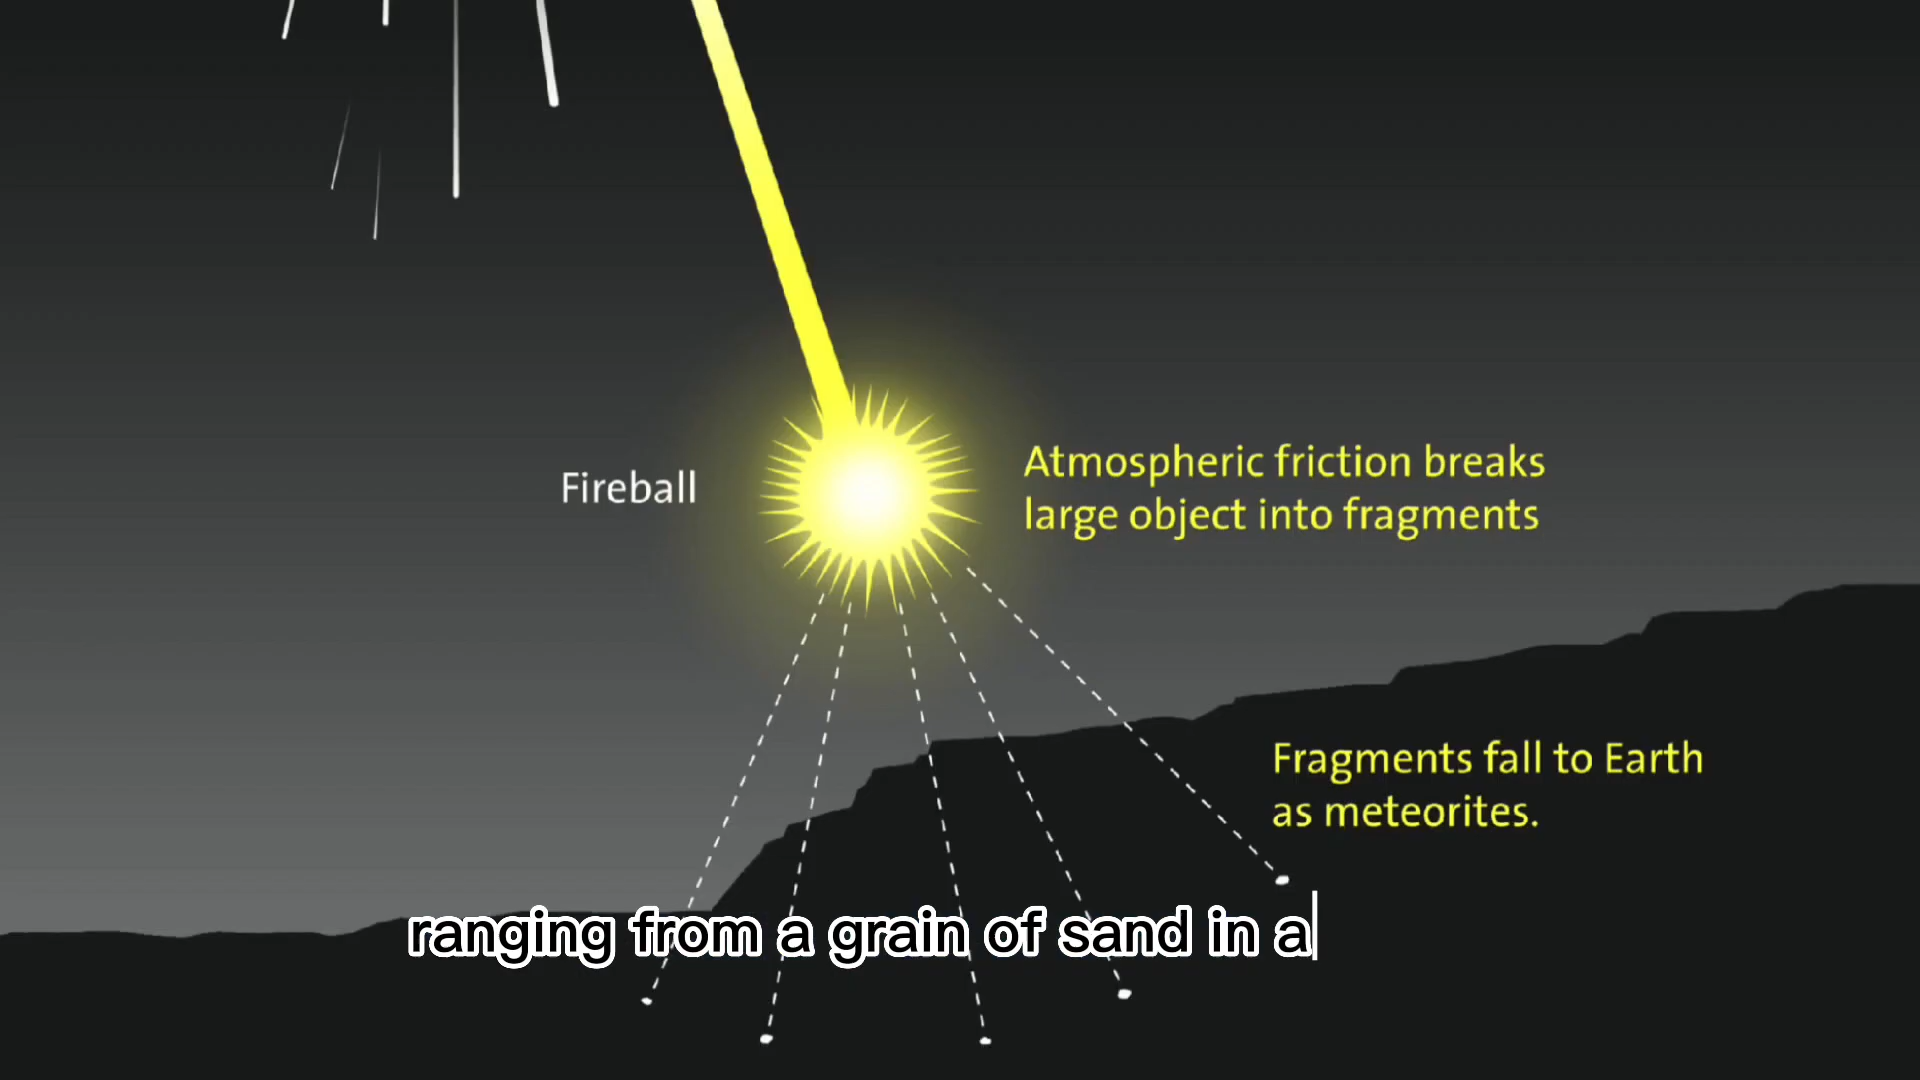 Fireball
Atmospheric friction breaks
large object into fragments
Fragments fall to Earth
as meteorites.
ranging from a grain of sand in a